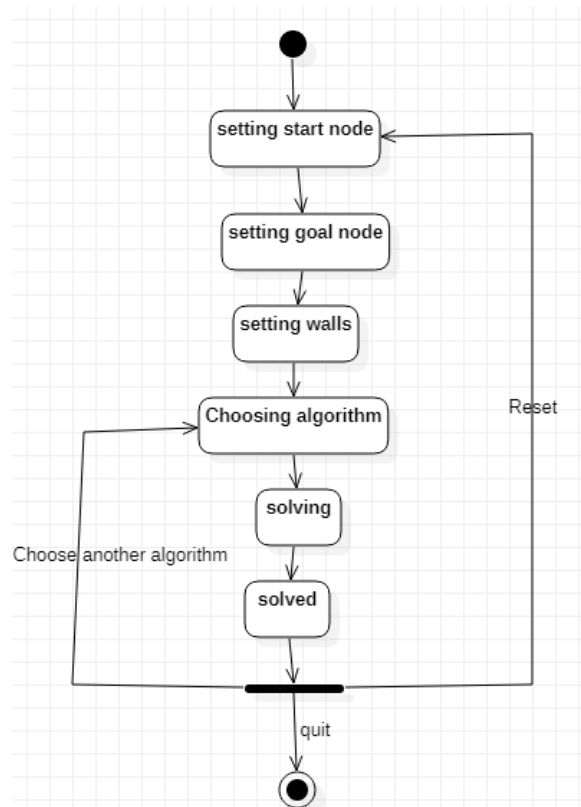 setting start node
setting goal node
setting walls
Choosing algorithm
Reset
solving
Choose another algorithm
solved
quit